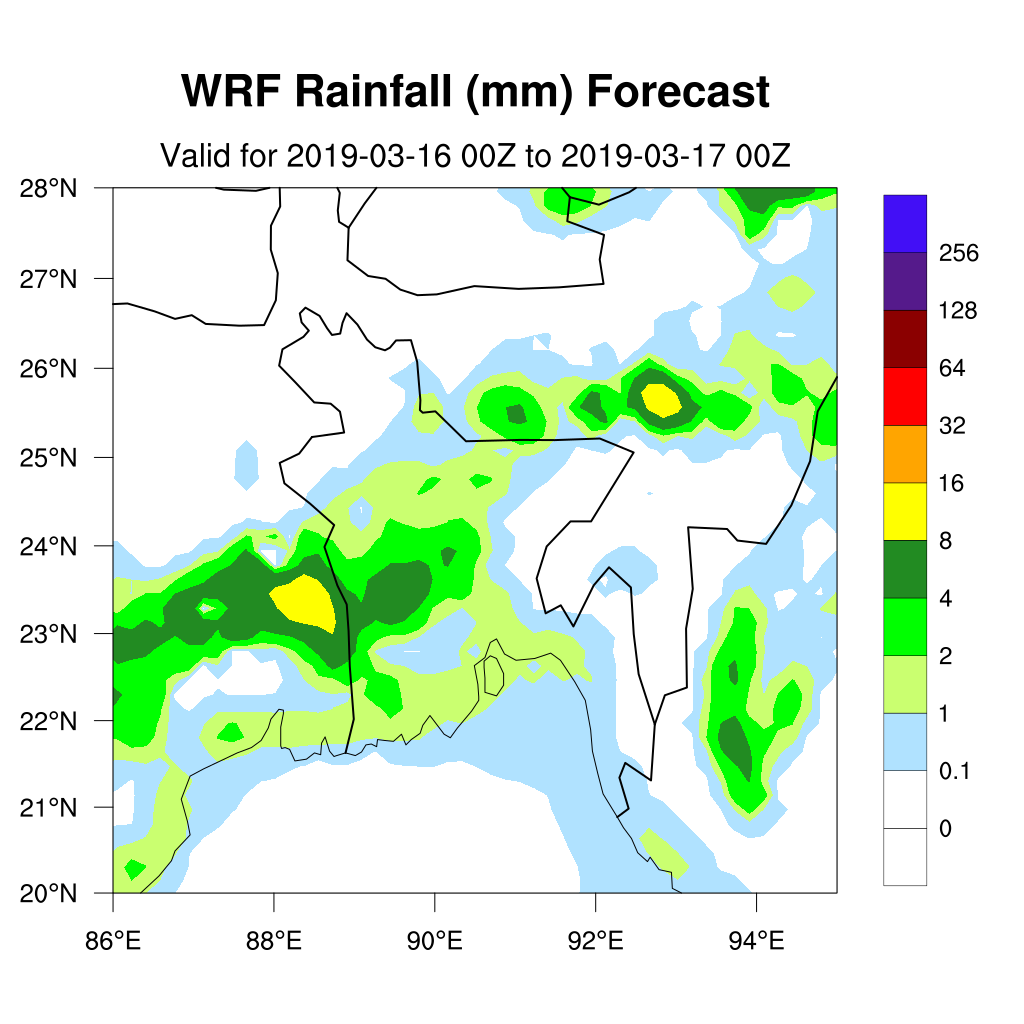 WRF Rainfall (mm) Forecast
Valid for 2019-03-16 00Z to 2019-03-17 00Z
28°N
27°N
26°N
25°N
24°N
23°N
22°N
21°N
20°N
86°E 88°E 90°E 92°E 94°E
256
128
64
32
16
8
4
2
1
0.1
0